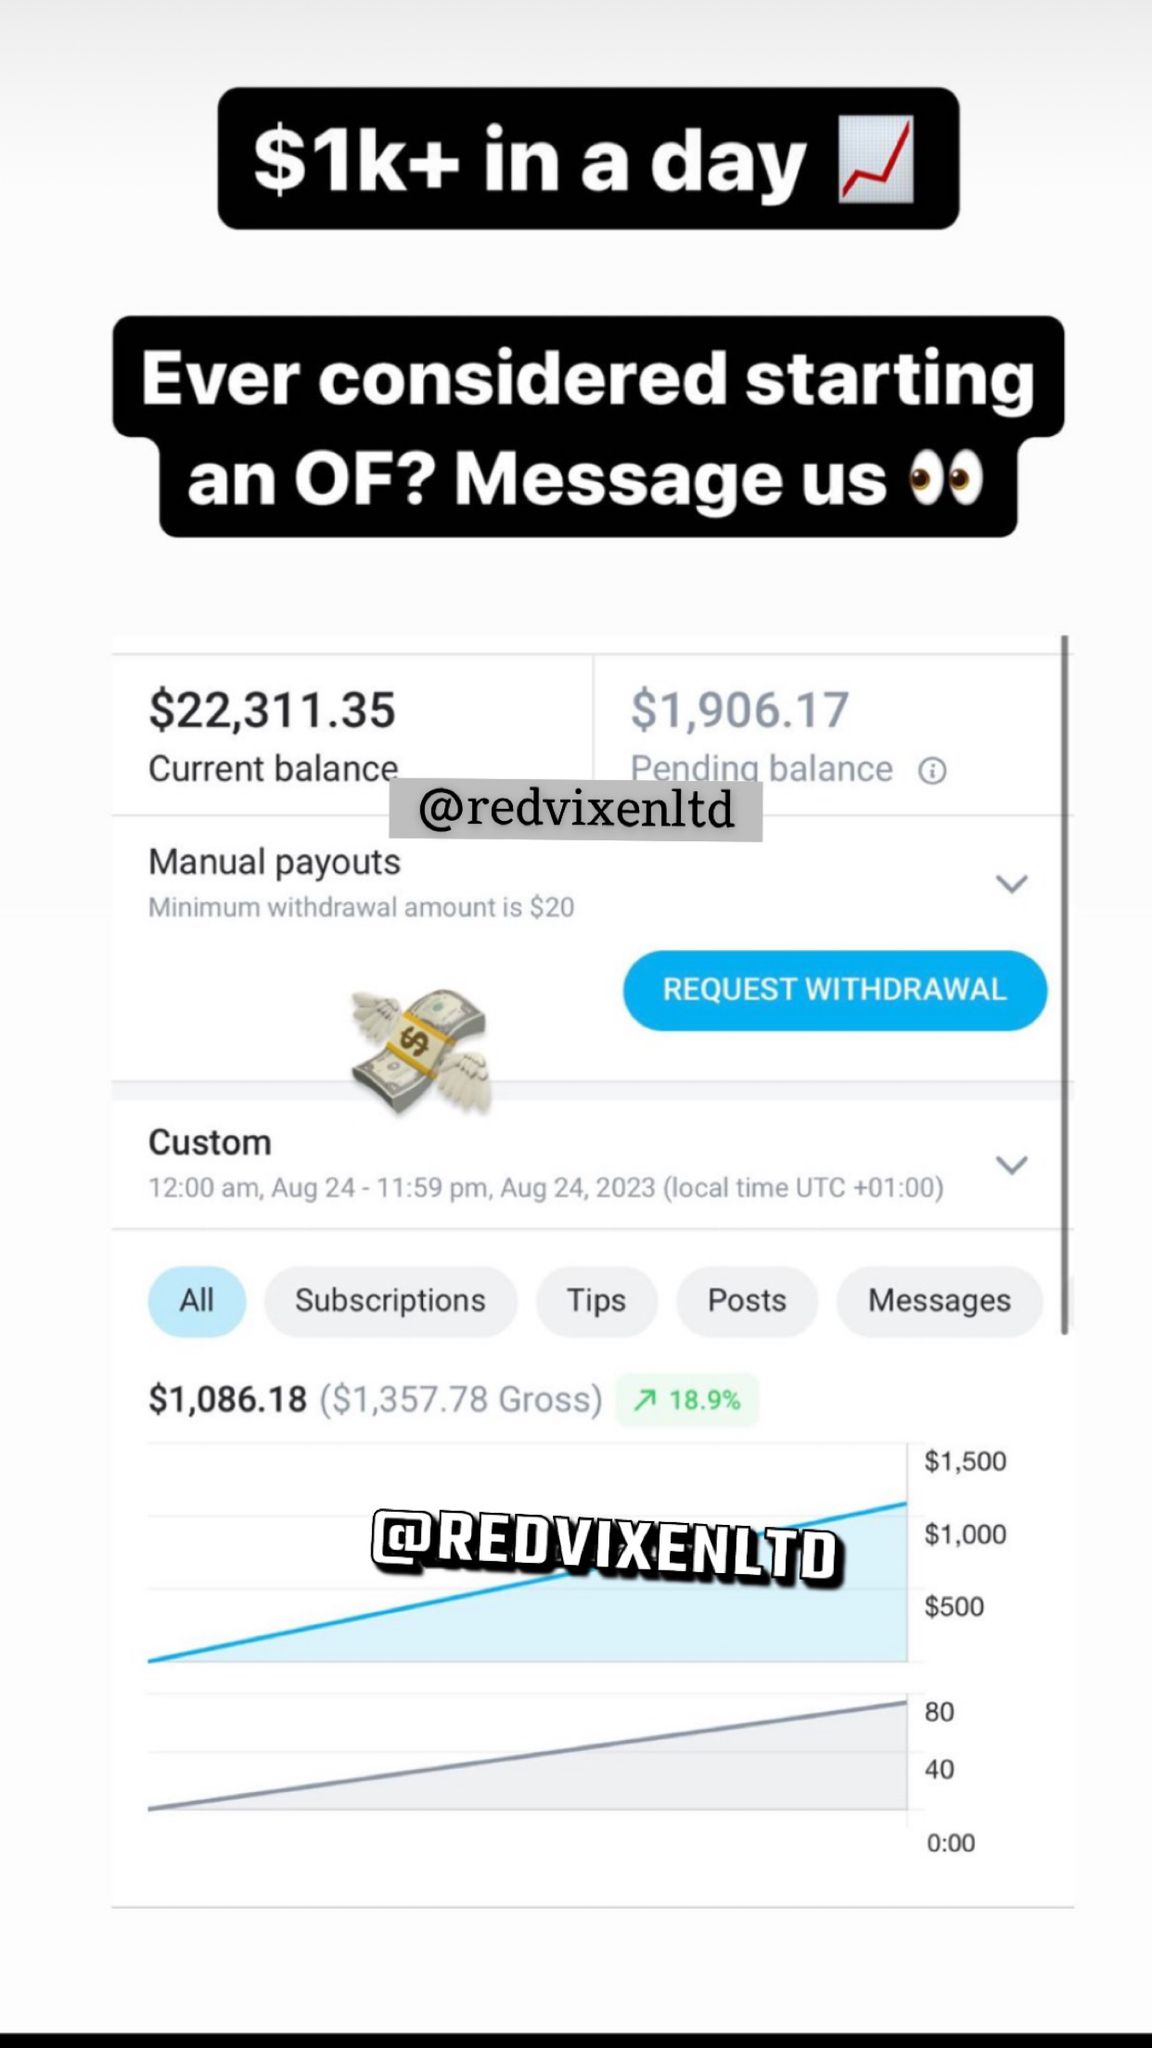 $1k+ in a day 📈
Ever considered starting
an OF? Message us 👀
$22,311.35
Current balance
$1,906.17
Pending balance
@redvixenltd
Manual payouts
Minimum withdrawal amount is $20
REQUEST WITHDRAWAL
Custom
12:00 am, Aug 24 - 11:59 pm, Aug 24, 2023 (local time UTC +01:00)
All Subscriptions Tips Posts Messages
$1,086.18 ($1,357.78 Gross) ↗ 18.9%
$1,500
@REDVIXENLTD
$1,000
$500
80
40
0:00